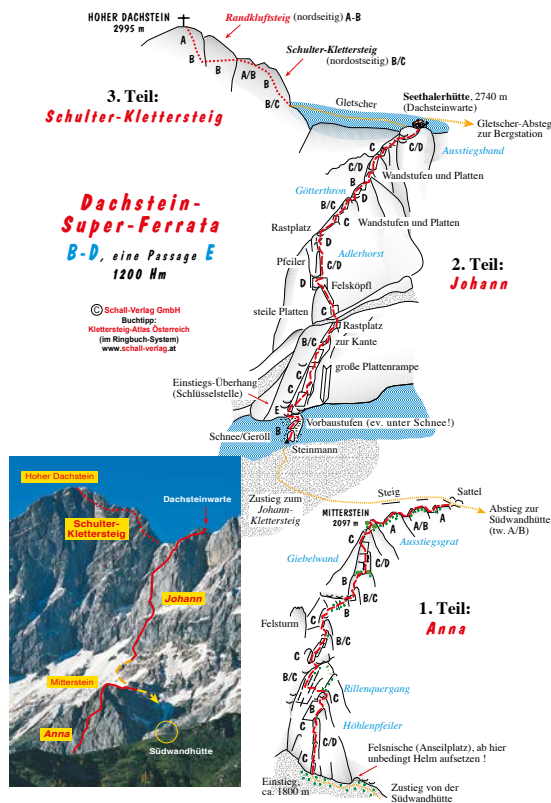 HOHER DACHSTEIN
2995 m
Randkluftsteig
(nordseitig) A-B
Schulter-Klettersteig
(nordostseitig) B/C
A
B
B
A/B
B
B/C
3. Teil:
Schulter-Klettersteig
Gletscher
Seethalerhütte, 2740 m
(Dachsteinwarte)
Gletscher-Abstieg
zur Bergstation
C
C/D
Ausstiegsband
C/D
C
Wandstufen und Platten
Götterthron
B
D
B/C
C
Wandstufen und Platten
Rastplatz
D
Adlerhorst
Pfeiler
C/D
D
Felsköpfl
steile Platten
C
Rastplatz
B/C
zur Kante
C
große Plattenrampe
Einstiegs-Überhang
(Schlüsselstelle)
C
E
Vorbaustufen (ev. unter Schnee!)
B
Schnee/Geröll
Steinmann
2. Teil:
Johann
Dachstein-
Super-Ferrata
B-D, eine Passage E
1200 Hm
© Schall-Verlag GmbH
Buchtipp:
Klettersteig-Atlas Österreich
(im Ringbuch-System)
www.schall-verlag.at
Zustieg zum
Johann-
Klettersteig
Steig
Sattel
Abstieg zur
Südwandhütte
(tw. A/B)
MITTERSTEIN
2097 m
A
A/B
A
Ausstiegsgrat
C
Giebelwand
C/D
B
B/C
C
Felsturm
C
B/C
B/C
Rillenquergang
C
B
Höhlenpfeiler
C
C/D
1. Teil:
Anna
Felsnische (Anseilplatz), ab hier
unbedingt Helm aufsetzen !
Einstieg,
ca. 1800 m
Zustieg von der
Südwandhütte
Hoher Dachstein
Dachsteinwarte
Schulter-
Klettersteig
Johann
Mitterstein
Anna
Südwandhütte